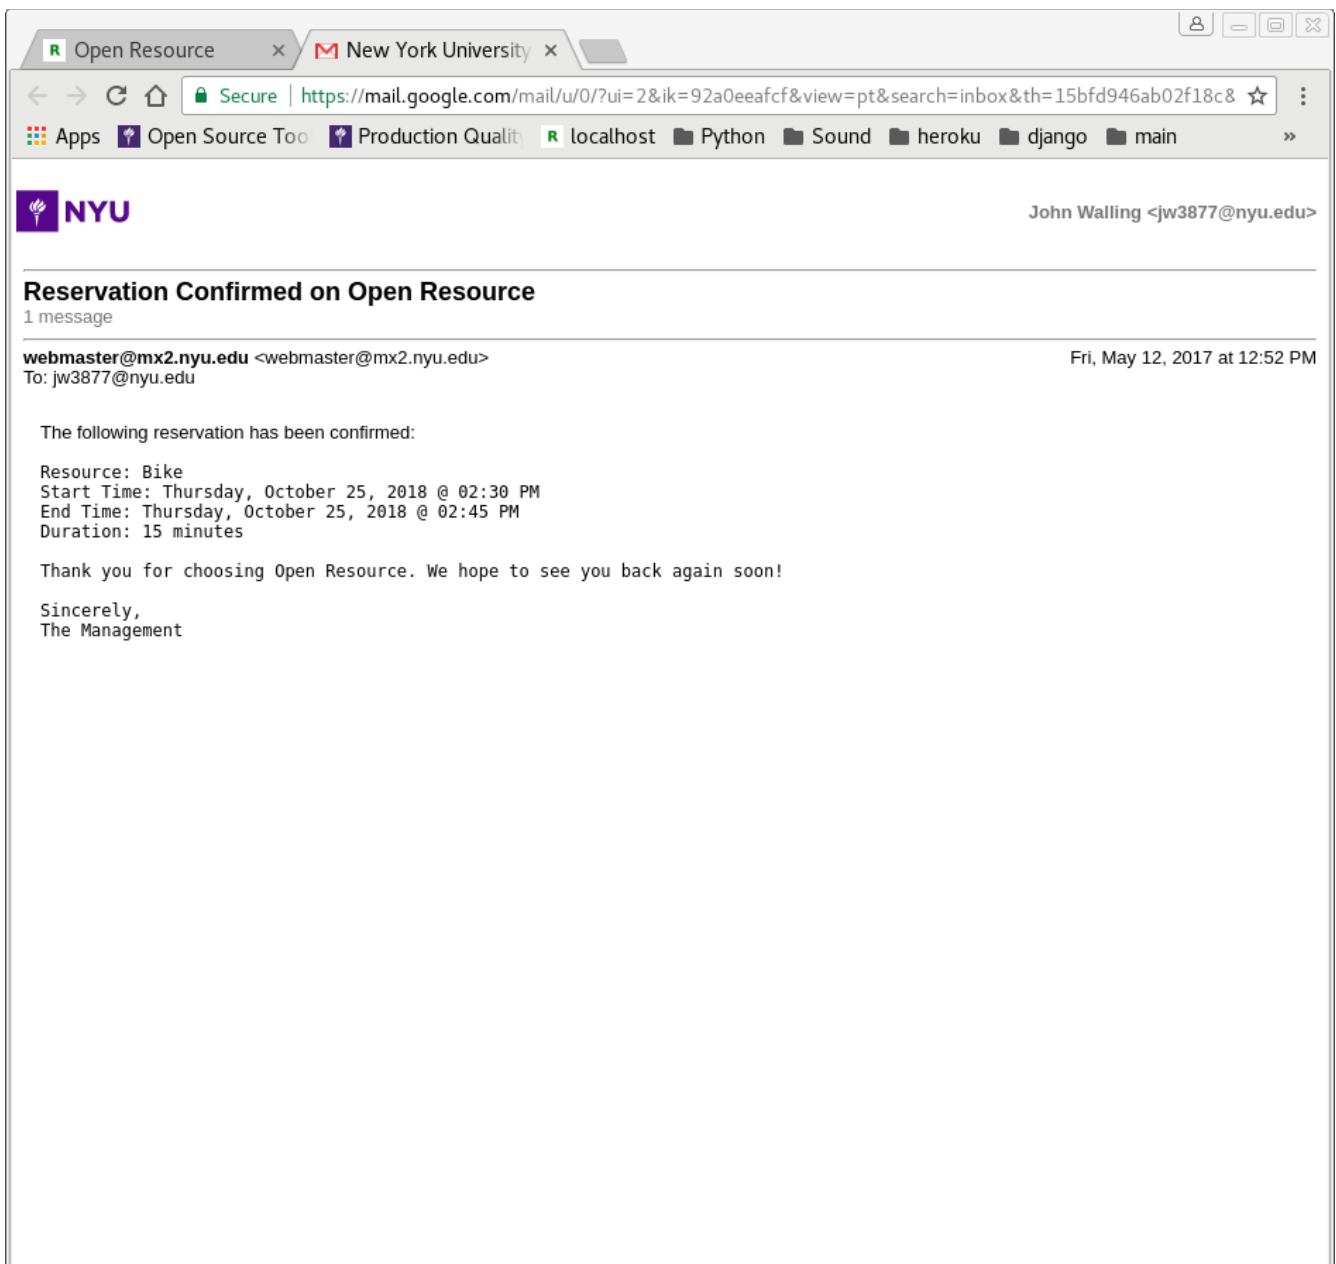 R Open Resource
New York University
Secure | https://mail.google.com/mail/u/0/?ui=2&ik=92a0eeafcf&view=pt&search=inbox&th=15bfd946ab02f18c&
Apps Open Source Too Production Quality R localhost Python Sound heroku django main »
NYU
John Walling <jw3877@nyu.edu>
Reservation Confirmed on Open Resource
1 message
webmaster@mx2.nyu.edu <webmaster@mx2.nyu.edu> Fri, May 12, 2017 at 12:52 PM
To: jw3877@nyu.edu
The following reservation has been confirmed:
Resource: Bike
Start Time: Thursday, October 25, 2018 @ 02:30 PM
End Time: Thursday, October 25, 2018 @ 02:45 PM
Duration: 15 minutes
Thank you for choosing Open Resource. We hope to see you back again soon!
Sincerely,
The Management